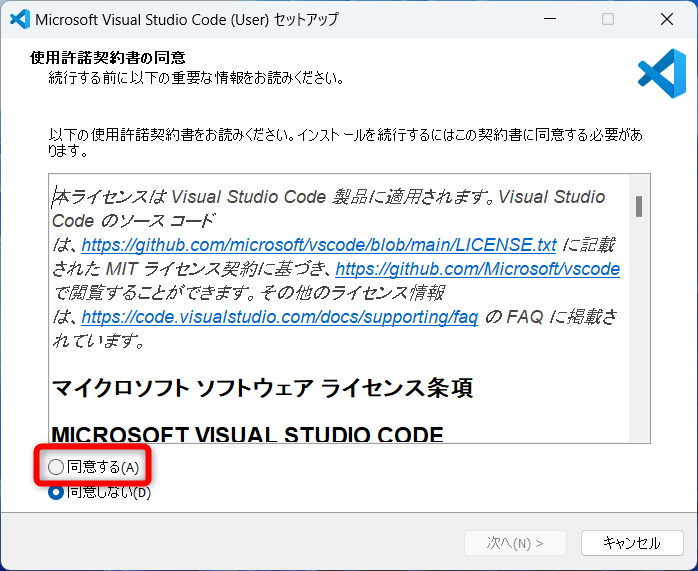 Microsoft Visual Studio Code (User) セットアップ
使用許諾契約書の同意
続行する前に以下の重要な情報をお読みください。
以下の使用許諾契約書をお読みください。インストールを続行するにはこの契約書に同意する必要があ
ります。
本ライセンスは Visual Studio Code 製品に適用されます。Visual Studio
Code のソース コード
は、https://github.com/microsoft/vscode/blob/main/LICENSE.txt に記載
された MIT ライセンス契約に基づき、https://github.com/Microsoft/vscode
で閲覧することができます。その他のライセンス情報
は、https://code.visualstudio.com/docs/supporting/faq の FAQ に掲載さ
れています。
マイクロソフト ソフトウェア ライセンス条項
MICROSOFT VISUAL STUDIO CODE
同意する(A)
同意しない(D)
次へ(N) >
キャンセル